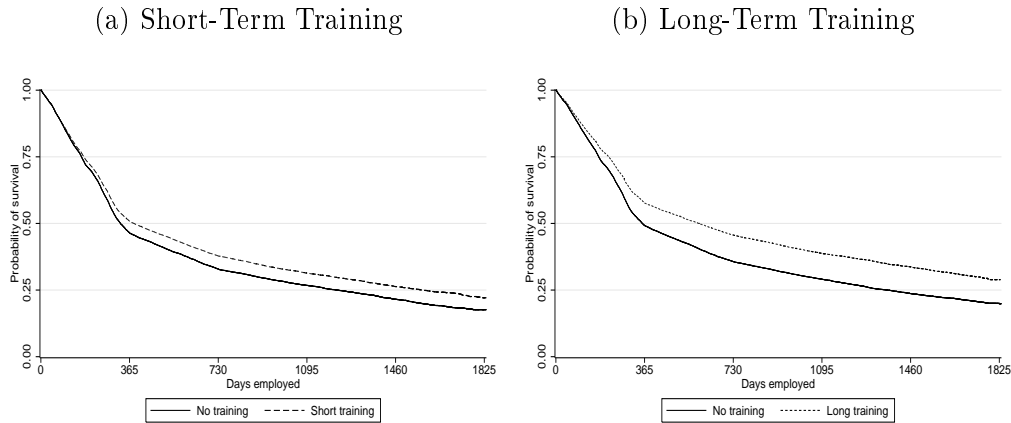 (a) Short-Term Training
Probability of survival
1.00
0.75
0.50
0.25
0.00
0 365 730 1095 1460 1825
Days employed
No training Short training
(b) Long-Term Training
Probability of survival
1.00
0.75
0.50
0.25
0.00
0 365 730 1095 1460 1825
Days employed
No training Long training